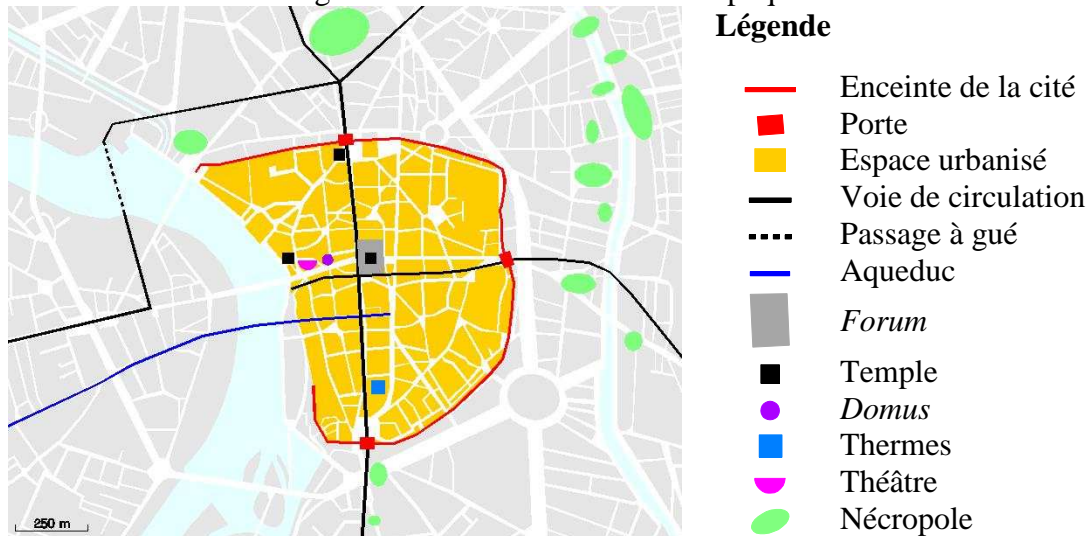 Légende
Enceinte de la cité
Porte
Espace urbanisé
Voie de circulation
Passage à gué
Aqueduc
Forum
Temple
Domus
Thermes
Théâtre
Nécropole
250 m